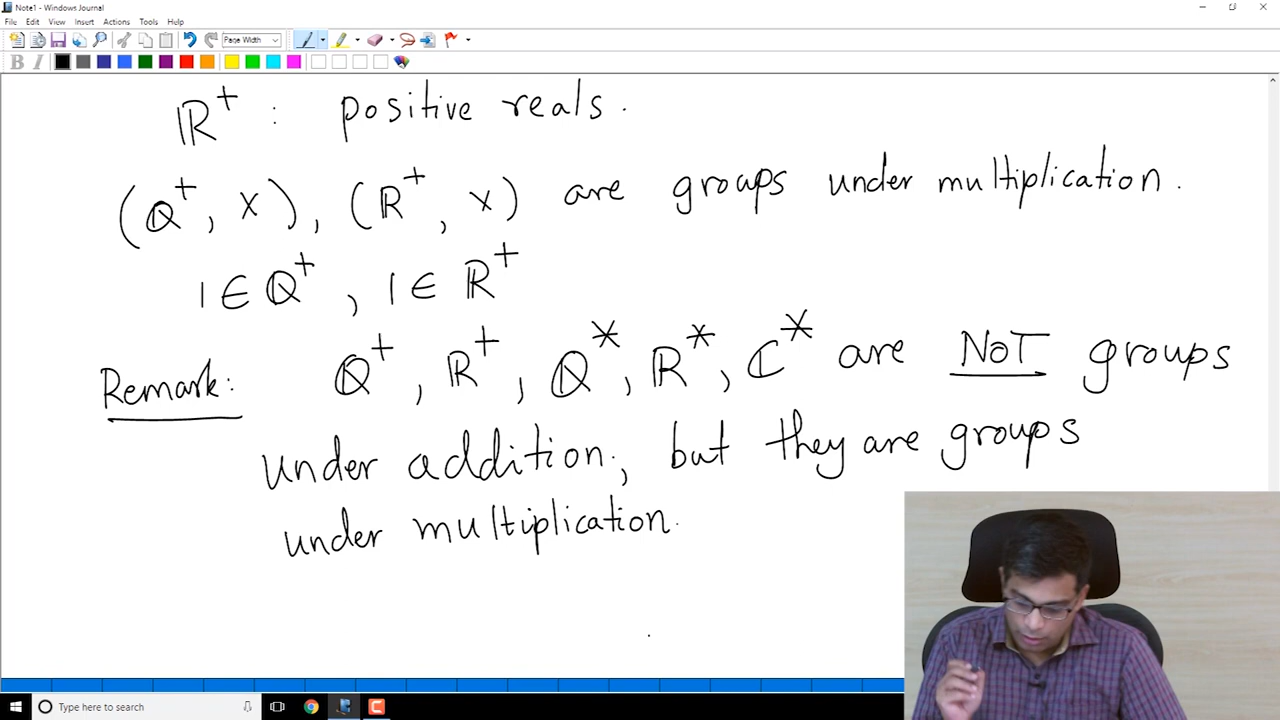 Note1 - Windows Journal
File Edit View Insert Actions Tools Help
Page Width
B I
ℝ⁺ : positive reals.
(ℚ⁺, ×), (ℝ⁺, ×) are groups under multiplication.
1 ∈ ℚ⁺, 1 ∈ ℝ⁺
Remark: ℚ⁺, ℝ⁺, ℚ*, ℝ*, ℂ* are NOT groups
under addition, but they are groups
under multiplication.
Type here to search